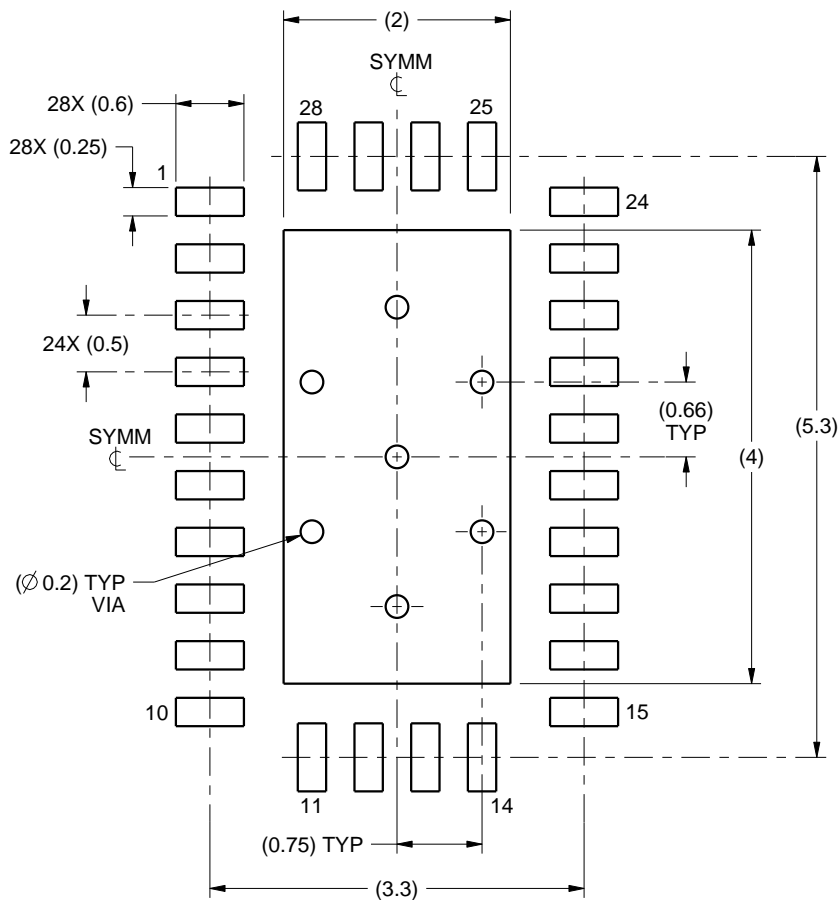 (2)
SYMM
℄
28X (0.6)
28
25
28X (0.25)
1
24
24X (0.5)
(0.66)
TYP
(5.3)
SYMM
℄
(4)
(∅ 0.2) TYP
VIA
10
15
11
14
(0.75) TYP
(3.3)